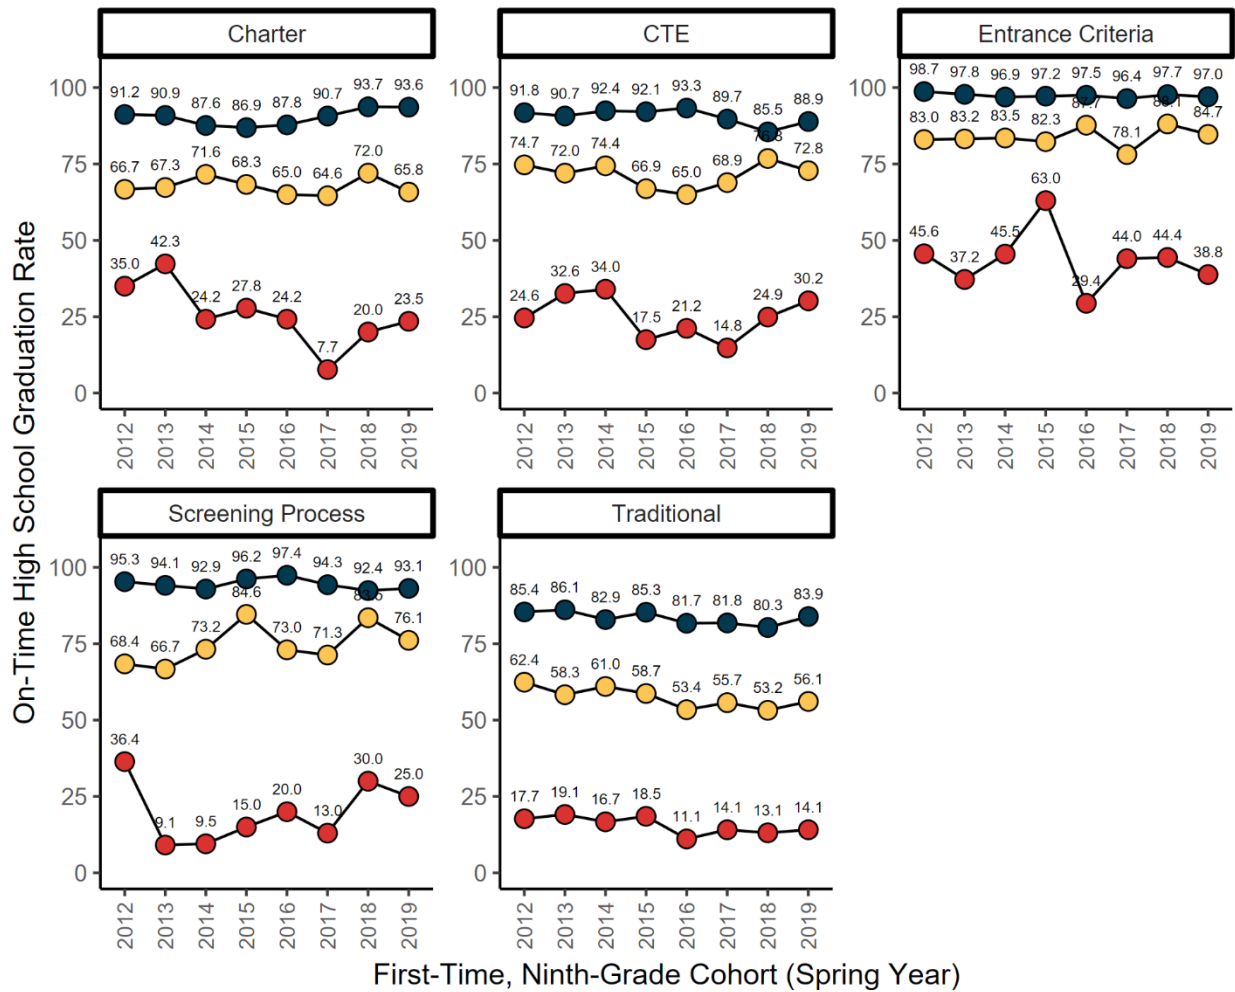 Charter
CTE
Entrance Criteria
On-Time High School Graduation Rate
100
75
50
25
0
91.2 90.9 87.6 86.9 87.8 90.7 93.7 93.6
66.7 67.3 71.6 68.3 65.0 64.6 72.0 65.8
35.0 42.3 24.2 27.8 24.2 7.7 20.0 23.5
2012 2013 2014 2015 2016 2017 2018 2019
100
75
50
25
0
91.8 90.7 92.4 92.1 93.3 89.7 85.5 88.9
74.7 72.0 74.4 66.9 65.0 68.9 72.8
24.6 32.6 34.0 17.5 21.2 14.8 24.9 30.2
2012 2013 2014 2015 2016 2017 2018 2019
100
75
50
25
0
98.7 97.8 96.9 97.2 97.5 96.4 97.7 97.0
83.0 83.2 83.5 82.3 87.7 78.1 88.1 84.7
45.6 37.2 45.5 63.0 29.4 44.0 44.4 38.8
2012 2013 2014 2015 2016 2017 2018 2019
Screening Process
Traditional
100
75
50
25
0
95.3 94.1 92.9 96.2 97.4 94.3 92.4 93.1
68.4 66.7 73.2 84.6 73.0 71.3 76.1
36.4 9.1 9.5 15.0 20.0 13.0 30.0 25.0
2012 2013 2014 2015 2016 2017 2018 2019
100
75
50
25
0
85.4 86.1 82.9 85.3 81.7 81.8 80.3 83.9
62.4 58.3 61.0 58.7 53.4 55.7 53.2 56.1
17.7 19.1 16.7 18.5 11.1 14.1 13.1 14.1
2012 2013 2014 2015 2016 2017 2018 2019
First-Time, Ninth-Grade Cohort (Spring Year)